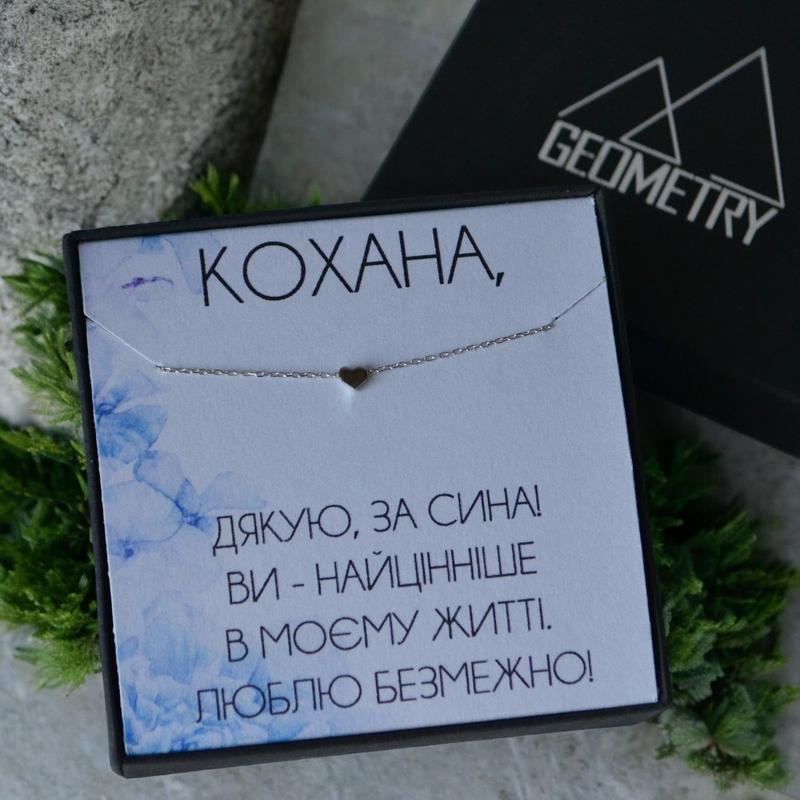 GEOMETRY
КОХАНА,
ДЯКУЮ, ЗА СИНА!
ВИ - НАЙЦІННІШЕ
В МОЄМУ ЖИТТІ.
ЛЮБЛЮ БЕЗМЕЖНО!